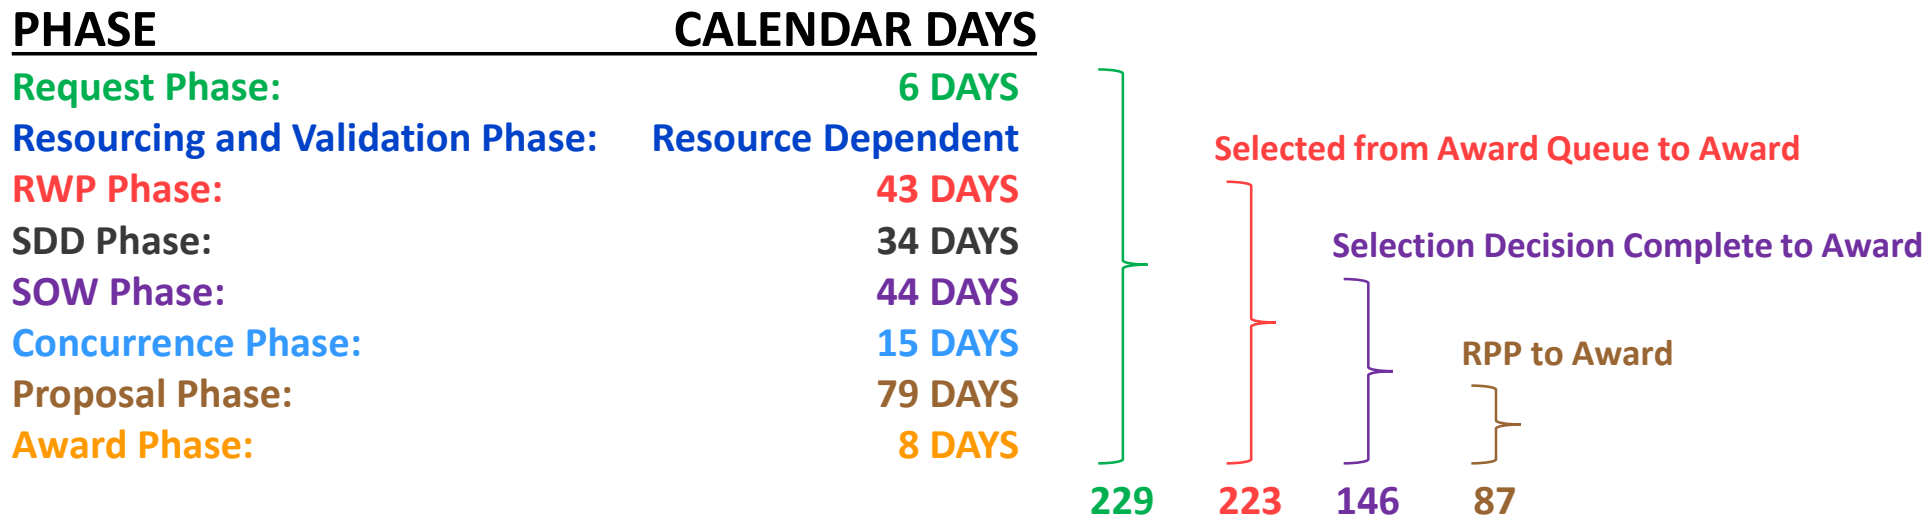 PHASE CALENDAR DAYS
Request Phase: 6 DAYS
Resourcing and Validation Phase: Resource Dependent
Selected from Award Queue to Award
RWP Phase: 43 DAYS
SDD Phase: 34 DAYS
Selection Decision Complete to Award
SOW Phase: 44 DAYS
Concurrence Phase: 15 DAYS
RPP to Award
Proposal Phase: 79 DAYS
Award Phase: 8 DAYS
229 223 146 87